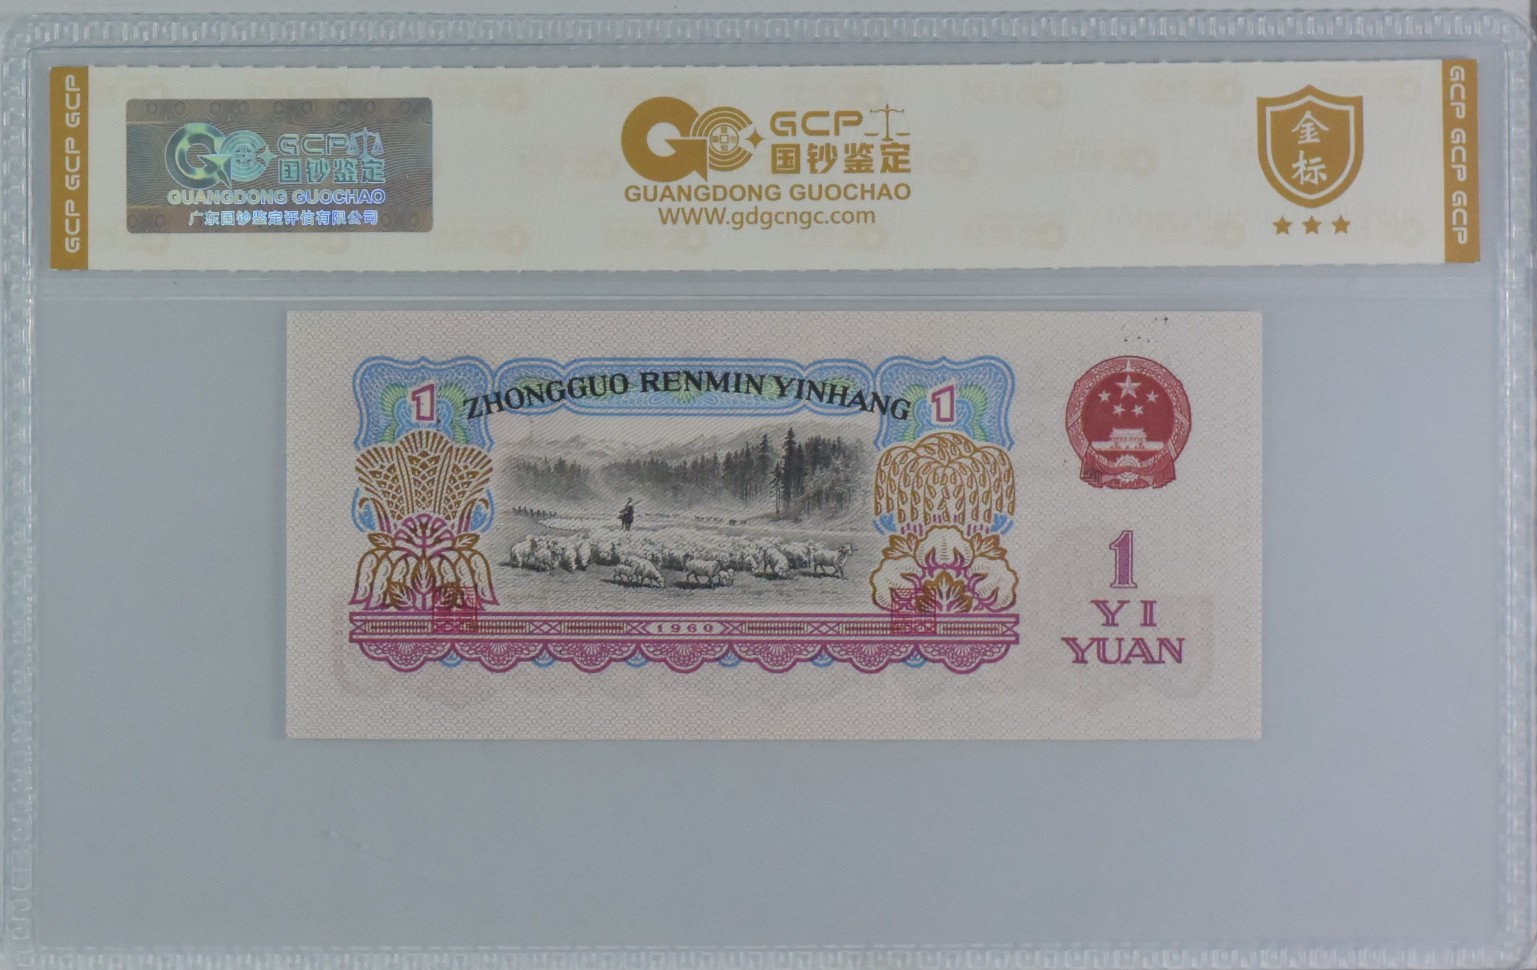 GCP GCP GCP
GCP
国钞鉴定
GUANGDONG GUOCHAO
广东国钞鉴定评估有限公司
GCP
国钞鉴定
GUANGDONG GUOCHAO
WWW.gdgcngc.com
金
标
GCP GCP GCP
1
ZHONGGUO RENMIN YINHANG
1
1960
1
YI
YUAN